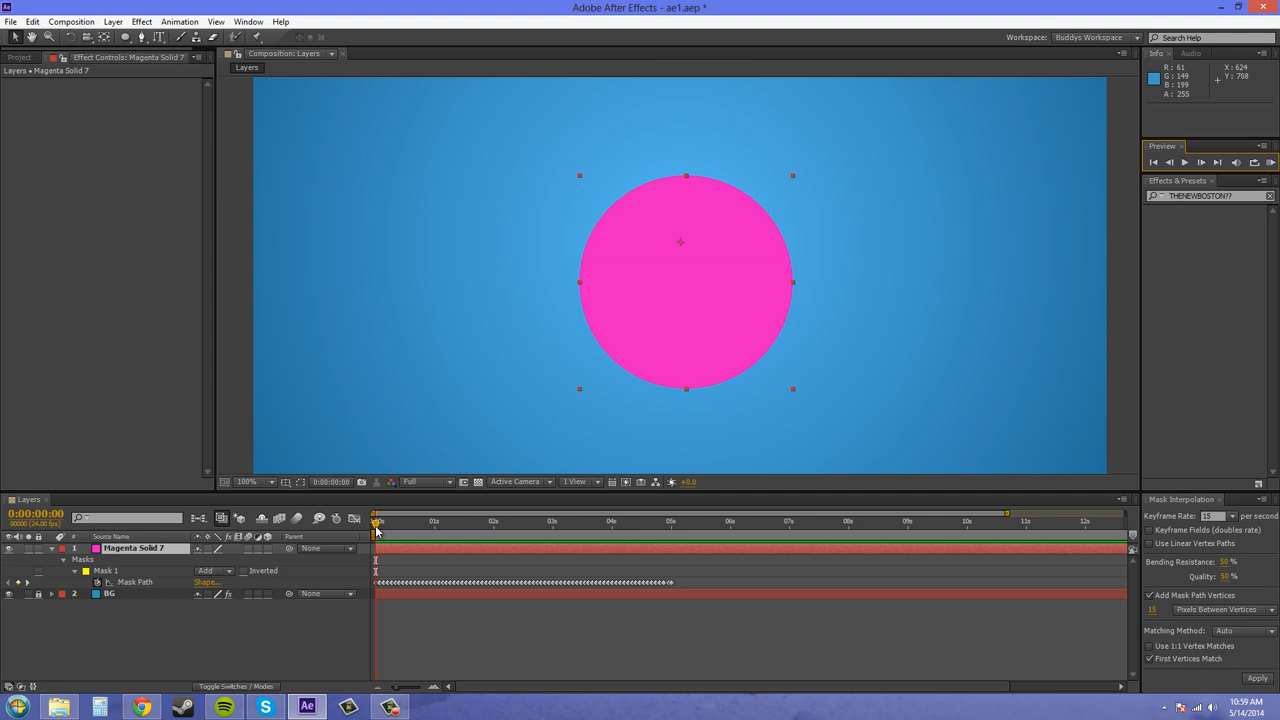 Adobe After Effects - ae1.aep *
File Edit Composition Layer Effect Animation View Window Help
Workspace: Buddys Workspace Search Help
Project Effect Controls: Magenta Solid 7 Composition: Layers Info Audio
Layers • Magenta Solid 7
Layers
R : 61
G : 149
B : 199
A : 255
X : 624
Y : 708
Preview
Effects & Presets
THENEWBOSTON??
100% 0:00:00:00 Full Active Camera 1 View +0.0
Layers
0:00:00:00
00000 (24.00 fps)
01s 02s 03s 04s 05s 06s 07s 08s 09s 10s 11s 12s
# Source Name Parent
1 Magenta Solid 7 None
Masks
Mask 1 Add Inverted
Mask Path Shape...
2 BG None
Toggle Switches / Modes
Mask Interpolation
Keyframe Rate: 15 per second
Keyframe Fields (doubles rate)
Use Linear Vertex Paths
Bending Resistance: 50 %
Quality: 50 %
Add Mask Path Vertices
15 Pixels Between Vertices
Matching Method: Auto
Use 1:1 Vertex Matches
First Vertices Match
Apply
10:59 AM
5/14/2014